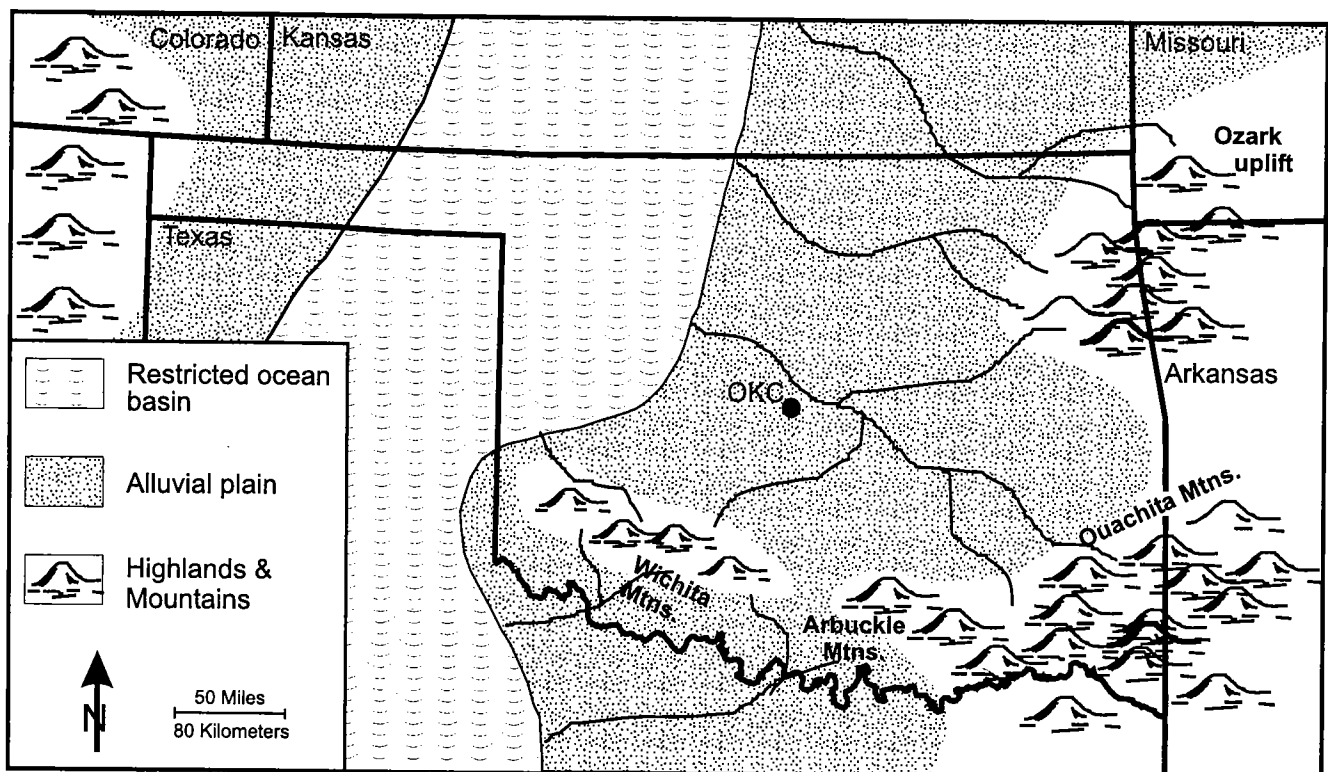 Colorado
Kansas
Missouri
Ozark
uplift
Texas
Restricted ocean
basin
OKC
Arkansas
Alluvial plain
Ouachita Mtns.
Highlands &
Mountains
Wichita
Mtns.
Arbuckle
Mtns.
N
50 Miles
80 Kilometers